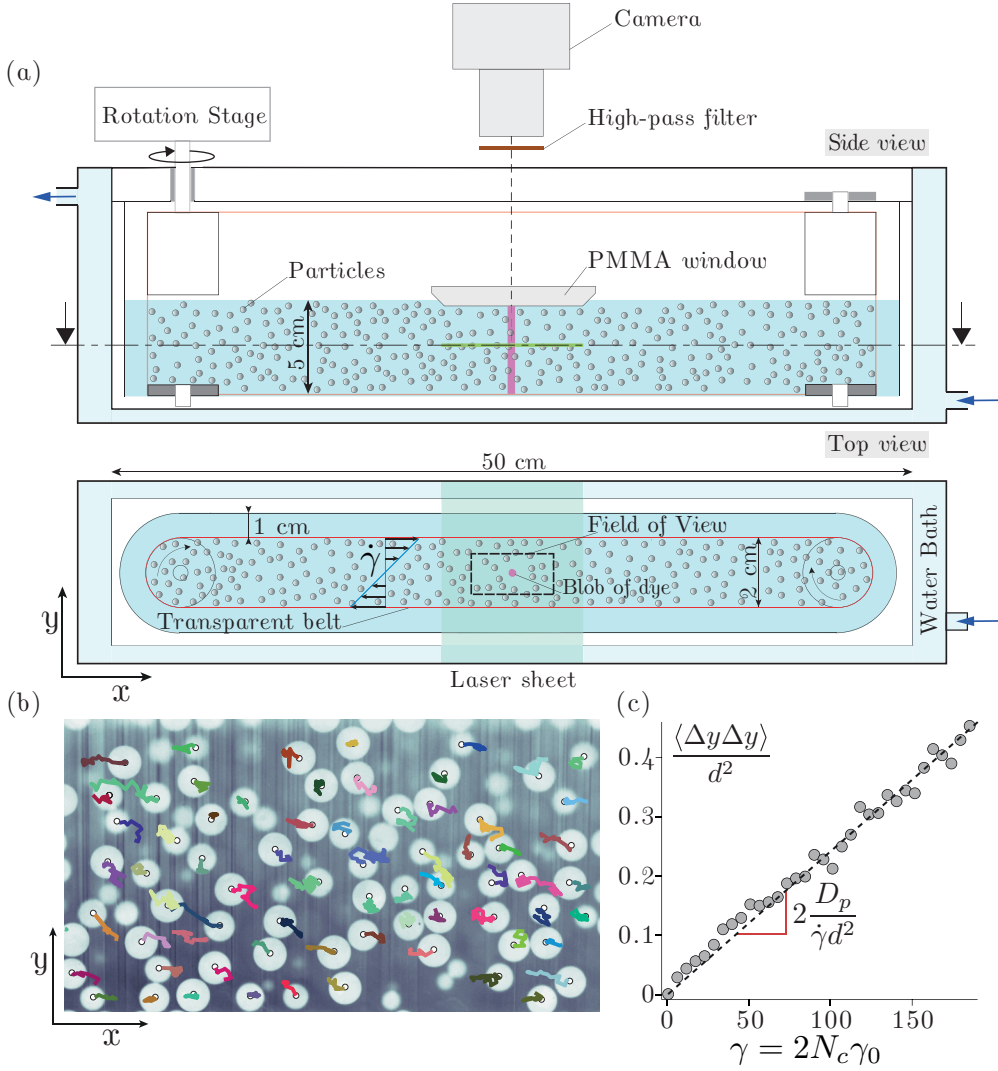 (a)
Camera
Rotation Stage
High-pass filter
Side view
Particles
PMMA window
5 cm
Top view
50 cm
1 cm
γ̇
Field of View
Blob of dye
2 cm
Transparent belt
Water Bath
y
x
Laser sheet
(b)
y
x
(c)
⟨ΔyΔy⟩
d²
0.4
0.3
0.2
0.1
0
2 D_p
γ̇d²
0 50 100 150
γ = 2N_cγ₀